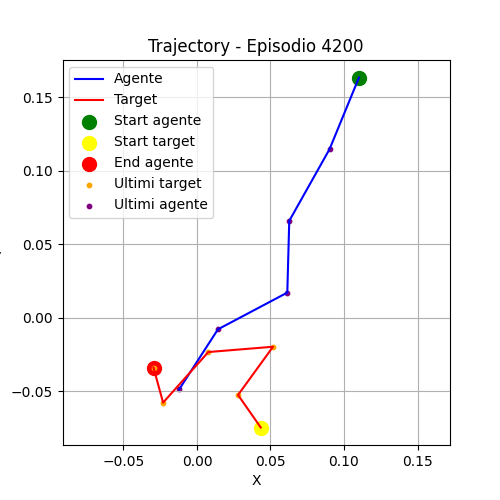 Trajectory - Episodio 4200
Agente
Target
Start agente
Start target
End agente
Ultimi target
Ultimi agente
0.15
0.10
0.05
0.00
−0.05
−0.05
0.00
0.05
0.10
0.15
X